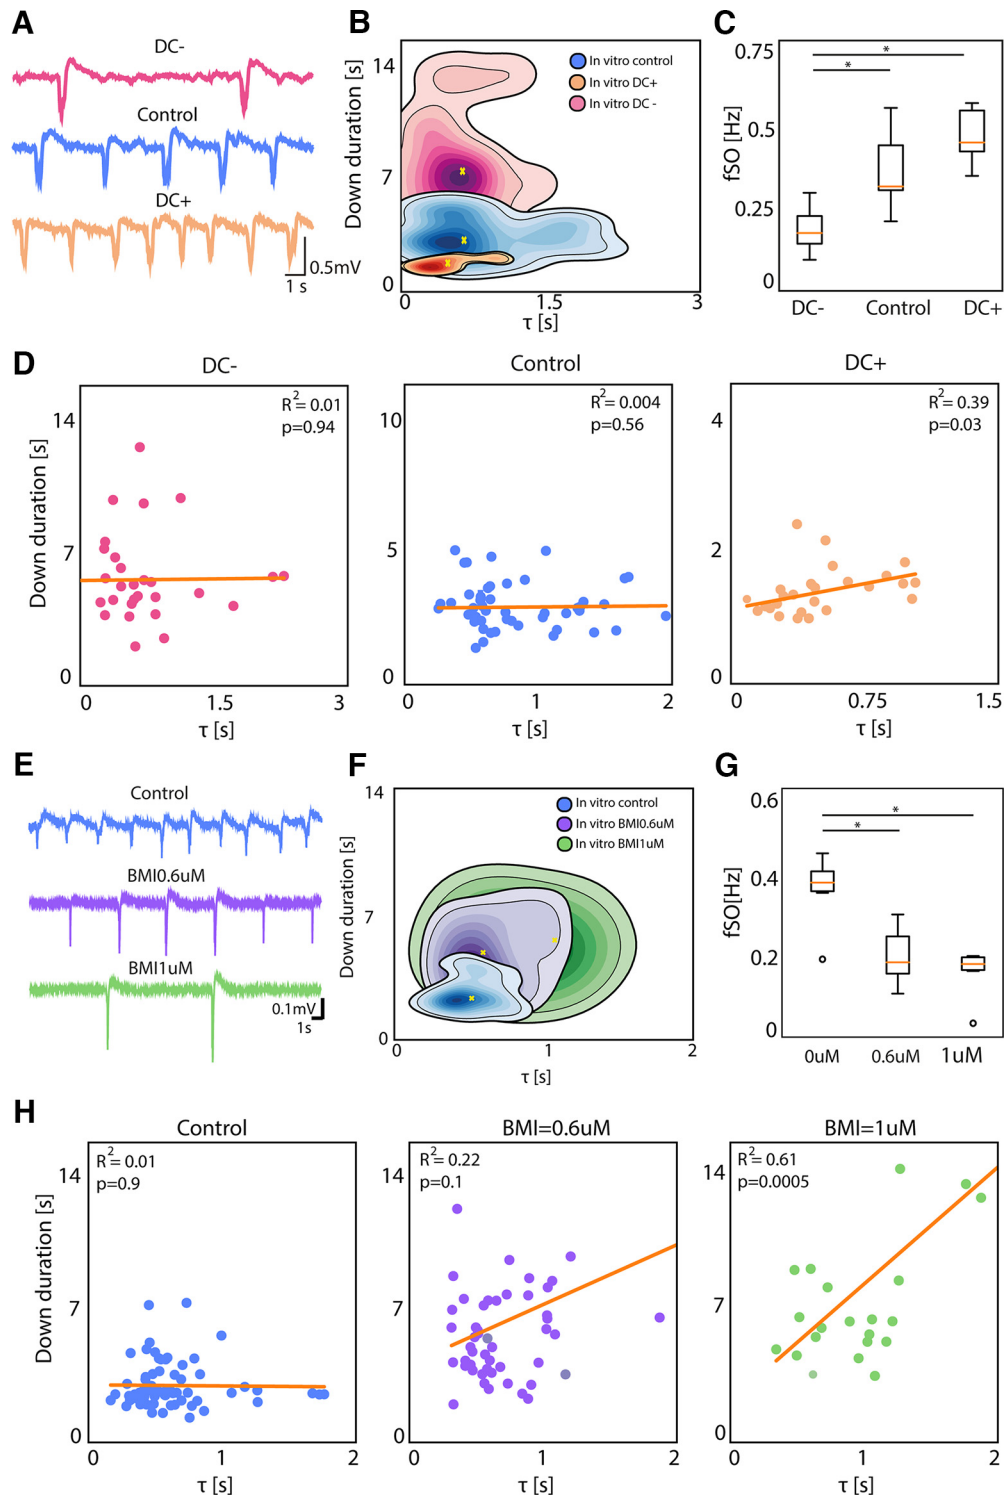 A
DC-
Control
DC+
0.5mV
1 s
B
Down duration [s]
14
7
0
0
1.5
3
τ [s]
In vitro control
In vitro DC+
In vitro DC -
C
fSO [Hz]
0.75
0.5
0.25
0
* 
*
DC-
Control
DC+
D
DC-
Down duration [s]
14
7
0
R²= 0.01
p=0.94
0
1.5
3
τ [s]
Control
10
5
0
R²= 0.004
p=0.56
0
1
2
τ [s]
DC+
4
2
0
R²= 0.39
p=0.03
0
0.75
1.5
τ [s]
E
Control
BMI0.6uM
BMI1uM
0.1mV
1s
F
Down duration [s]
14
7
0
0
1
2
τ [s]
In vitro control
In vitro BMI0.6uM
In vitro BMI1uM
G
fSO[Hz]
0.6
0.4
0.2
0
*
*
0uM
0.6uM
1uM
H
Control
Down duration [s]
14
7
0
R²= 0.01
p=0.9
0
1
2
τ [s]
BMI=0.6uM
14
7
0
R²= 0.22
p=0.1
0
1
2
τ [s]
BMI=1uM
14
7
0
R²= 0.61
p=0.0005
0
1
2
τ [s]